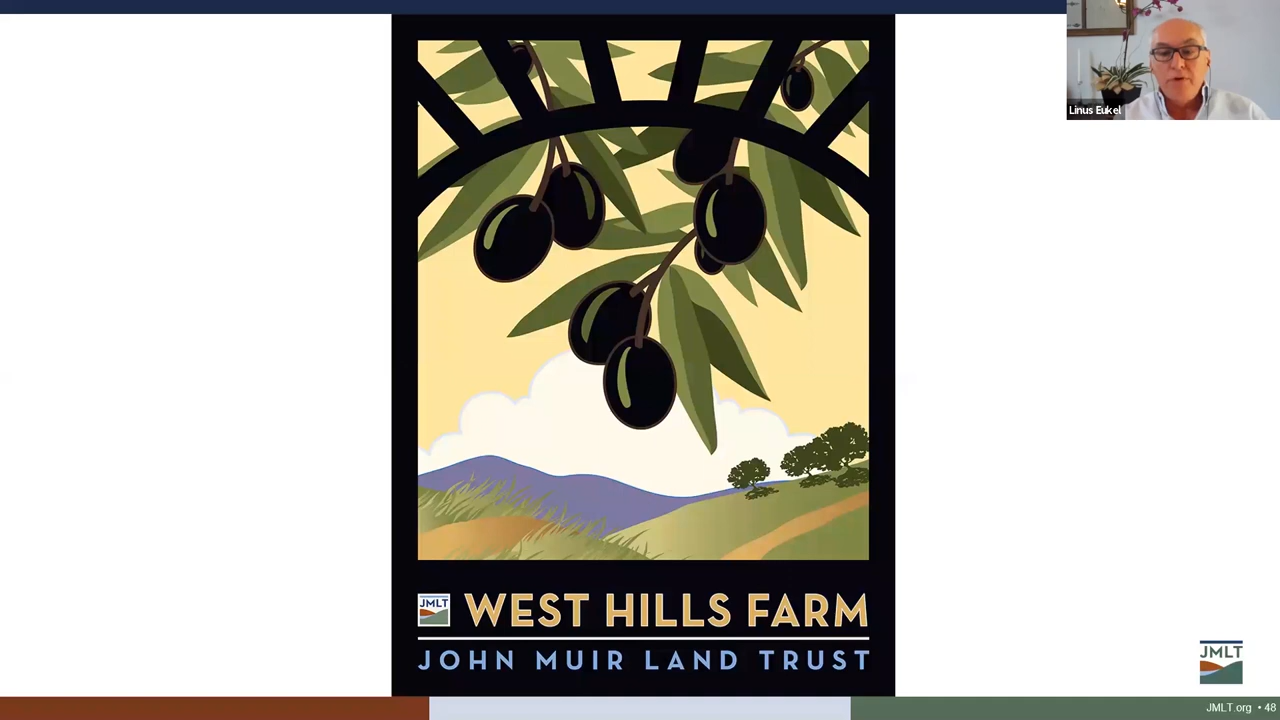 Linus Eukel
JMLT
WEST HILLS FARM
JOHN MUIR LAND TRUST
JMLT
JMLT.org • 48